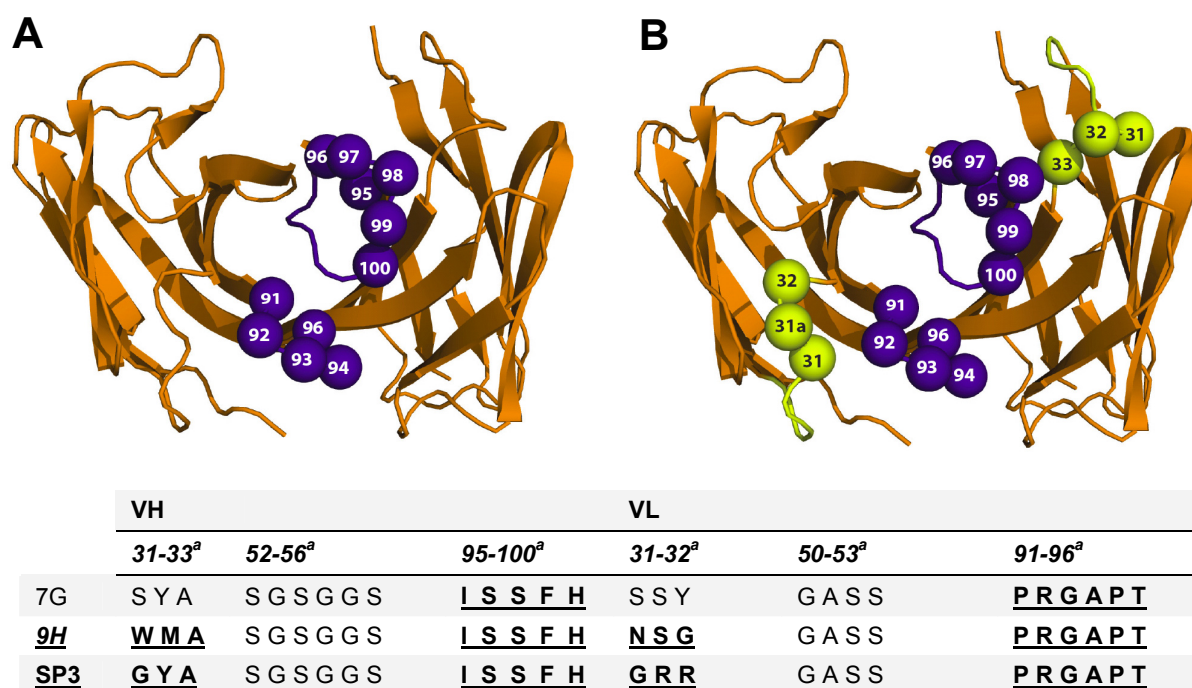 A B
96 97 98
95
99
100
91
92 96
93 94
32 31
33
96 97 98
95
99
100
32
31a
31
91
92 96
93 94
VH VL
31-33a 52-56a 95-100a 31-32a 50-53a 91-96a
7G S Y A S G S G G S I S S F H S S Y G A S S P R G A P T
9H W M A S G S G G S I S S F H N S G G A S S P R G A P T
SP3 G Y A S G S G G S I S S F H G R R G A S S P R G A P T